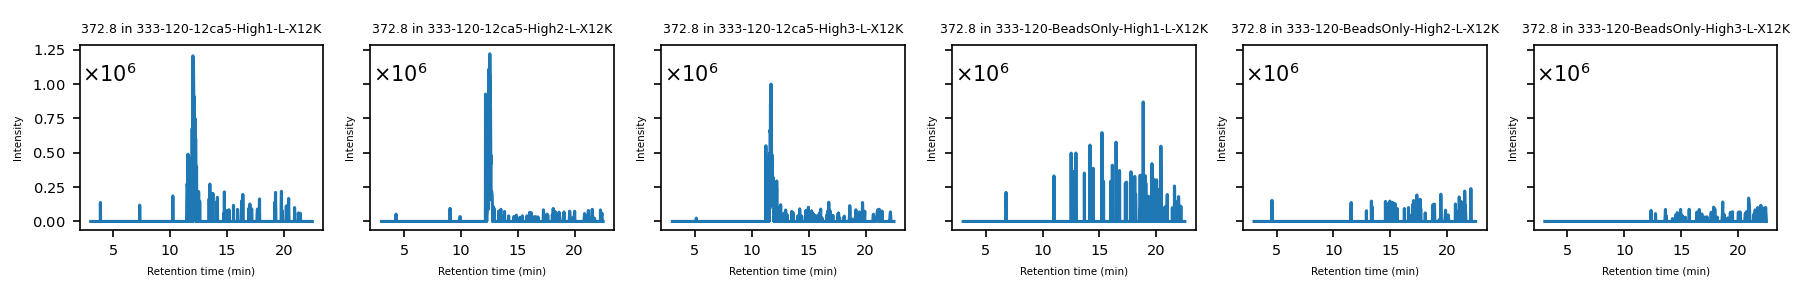 372.8 in 333-120-12ca5-High1-L-X12K
372.8 in 333-120-12ca5-High2-L-X12K
372.8 in 333-120-12ca5-High3-L-X12K
372.8 in 333-120-BeadsOnly-High1-L-X12K
372.8 in 333-120-BeadsOnly-High2-L-X12K
372.8 in 333-120-BeadsOnly-High3-L-X12K
×10⁶
×10⁶
×10⁶
×10⁶
×10⁶
×10⁶
1.25
1.00
0.75
0.50
0.25
0.00
Intensity
Intensity
Intensity
Intensity
Intensity
Intensity
5 10 15 20
5 10 15 20
5 10 15 20
5 10 15 20
5 10 15 20
5 10 15 20
Retention time (min)
Retention time (min)
Retention time (min)
Retention time (min)
Retention time (min)
Retention time (min)